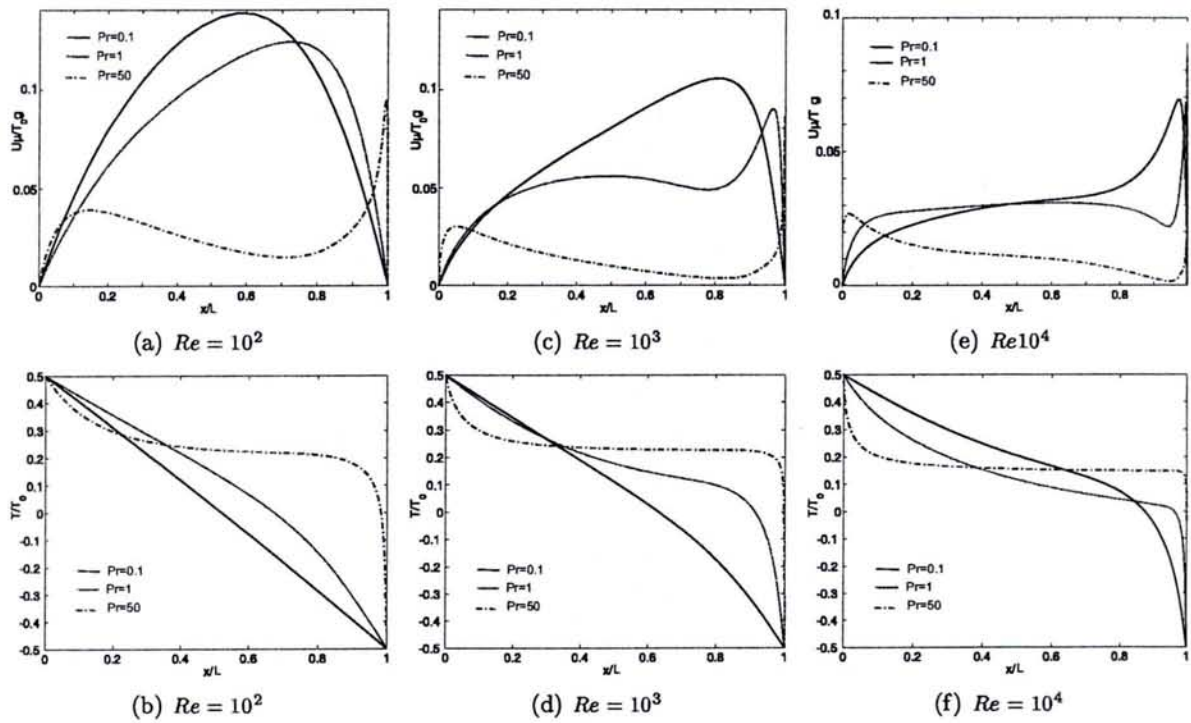 Pr=0.1
Pr=1
Pr=50
0.1
0.05
0
Uμ/T₀g
0 0.2 0.4 0.6 0.8 1
x/L
(a) Re = 10²
Pr=0.1
Pr=1
Pr=50
0.1
0.05
0
Uμ/T₀g
0 0.2 0.4 0.6 0.8 1
x/L
(c) Re = 10³
0.1
Pr=0.1
Pr=1
Pr=50
0.05
0
Uμ/T g
0 0.2 0.4 0.6 0.8 1
x/L
(e) Re10⁴
0.5
0.4
0.3
0.2
0.1
0
-0.1
-0.2
-0.3
-0.4
-0.5
T/T₀
Pr=0.1
Pr=1
Pr=50
0 0.2 0.4 0.6 0.8 1
x/L
(b) Re = 10²
0.5
0.4
0.3
0.2
0.1
0
-0.1
-0.2
-0.3
-0.4
-0.5
T/T₀
Pr=0.1
Pr=1
Pr=50
0 0.2 0.4 0.6 0.8 1
x/L
(d) Re = 10³
0.5
0.4
0.3
0.2
0.1
0
-0.1
-0.2
-0.3
-0.4
-0.5
T/T₀
Pr=0.1
Pr=1
Pr=50
0 0.2 0.4 0.6 0.8 1
x/L
(f) Re = 10⁴